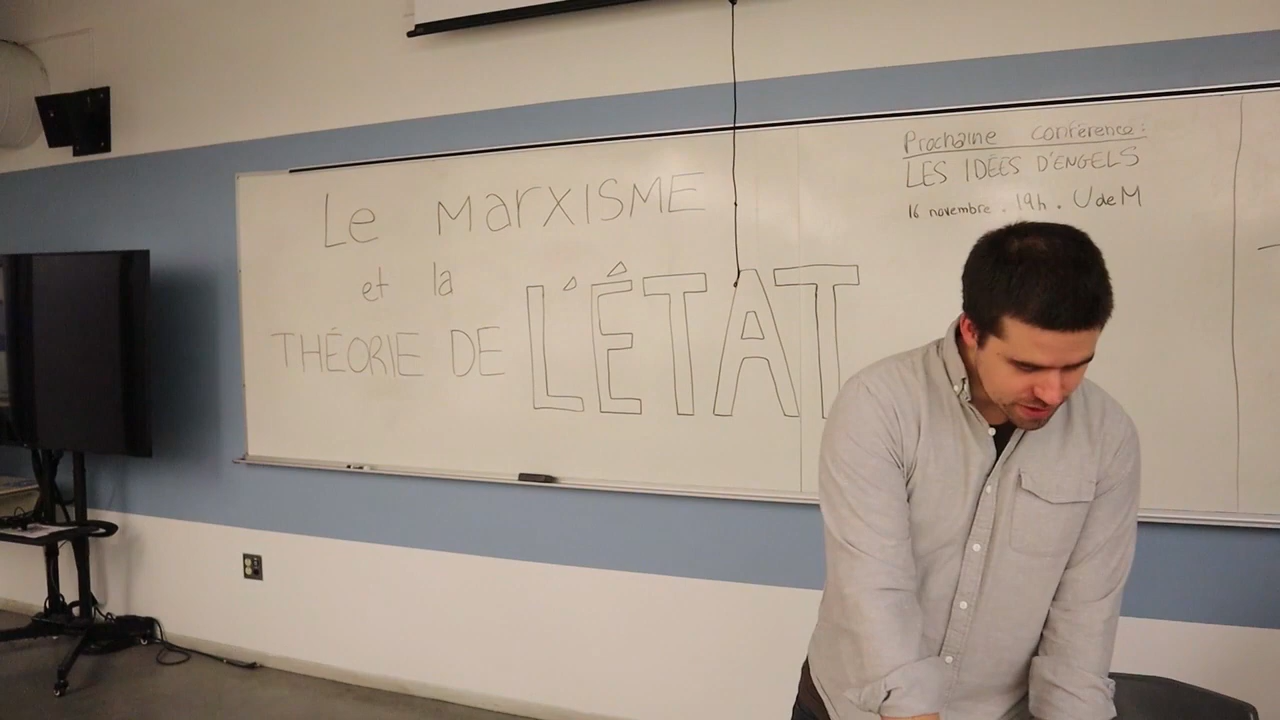 Le MarxISME
et la
THÉORIE DE L'ÉTAT
Prochaine conférence:
LES IDÉES D'ENGELS
16 novembre. 19h. UdeM